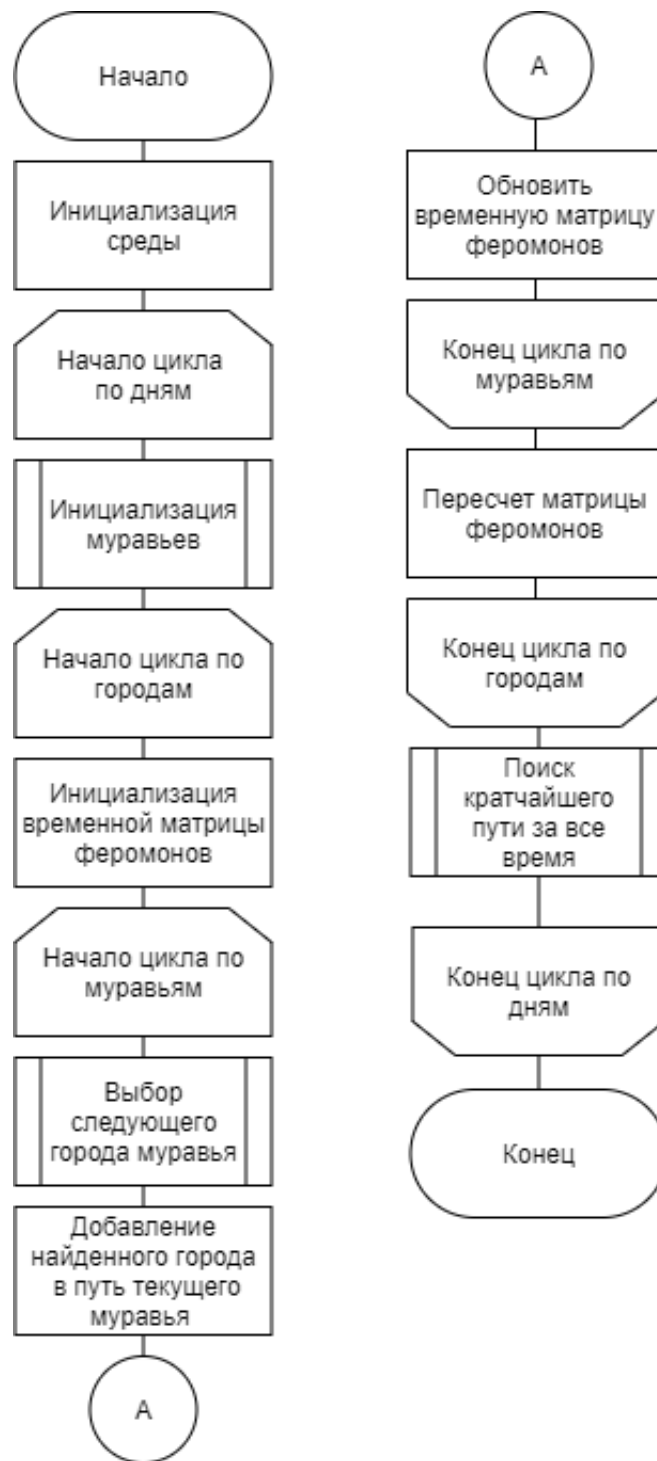 Начало
Инициализация
среды
Начало цикла
по дням
Инициализация
муравьев
Начало цикла по
городам
Инициализация
временной матрицы
феромонов
Начало цикла по
муравьям
Выбор
следующего
города муравья
Добавление
найденного города
в путь текущего
муравья
А
А
Обновить
временную матрицу
феромонов
Конец цикла по
муравьям
Пересчет матрицы
феромонов
Конец цикла по
городам
Поиск
кратчайшего
пути за все
время
Конец цикла по
дням
Конец